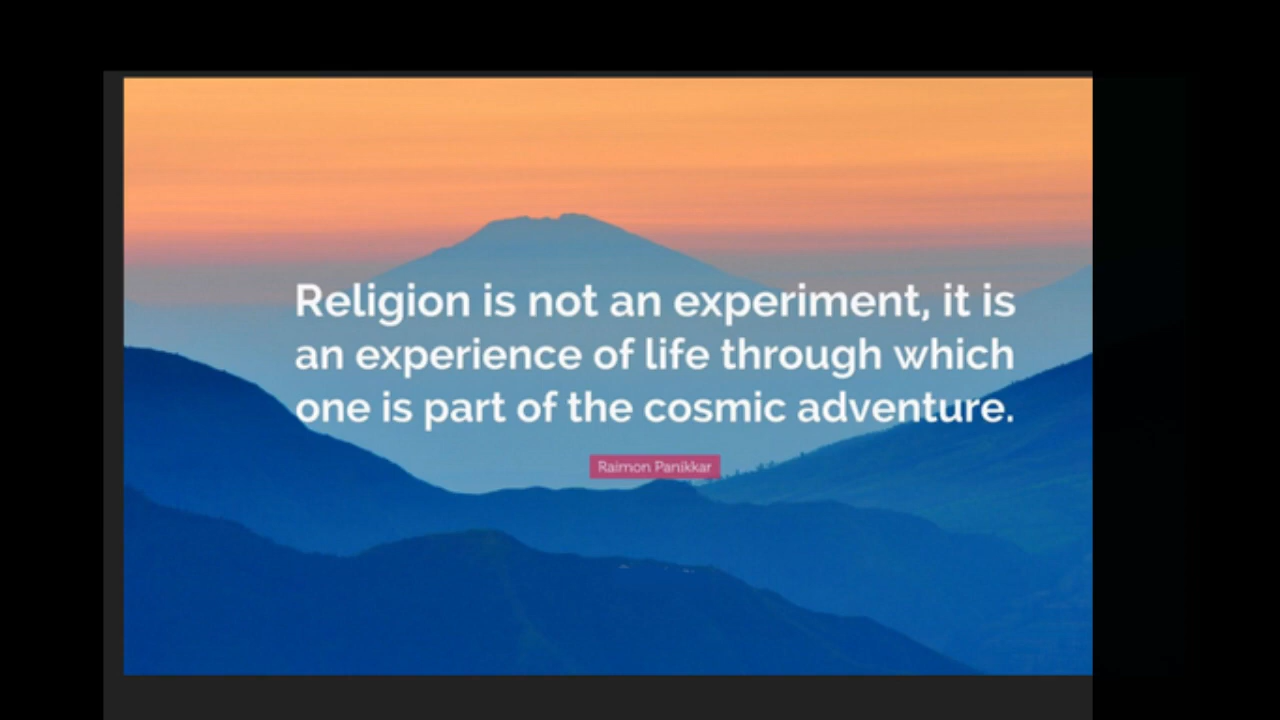 Religion is not an experiment, it is
an experience of life through which
one is part of the cosmic adventure.
Raimon Panikkar